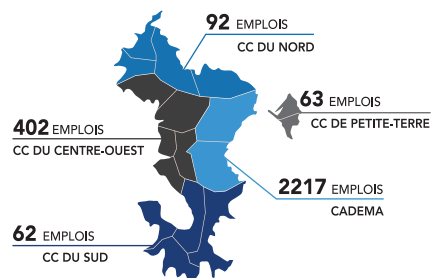 92 EMPLOIS
CC DU NORD
63 EMPLOIS
CC DE PETITE-TERRE
402 EMPLOIS
CC DU CENTRE-OUEST
2217 EMPLOIS
CADEMA
62 EMPLOIS
CC DU SUD